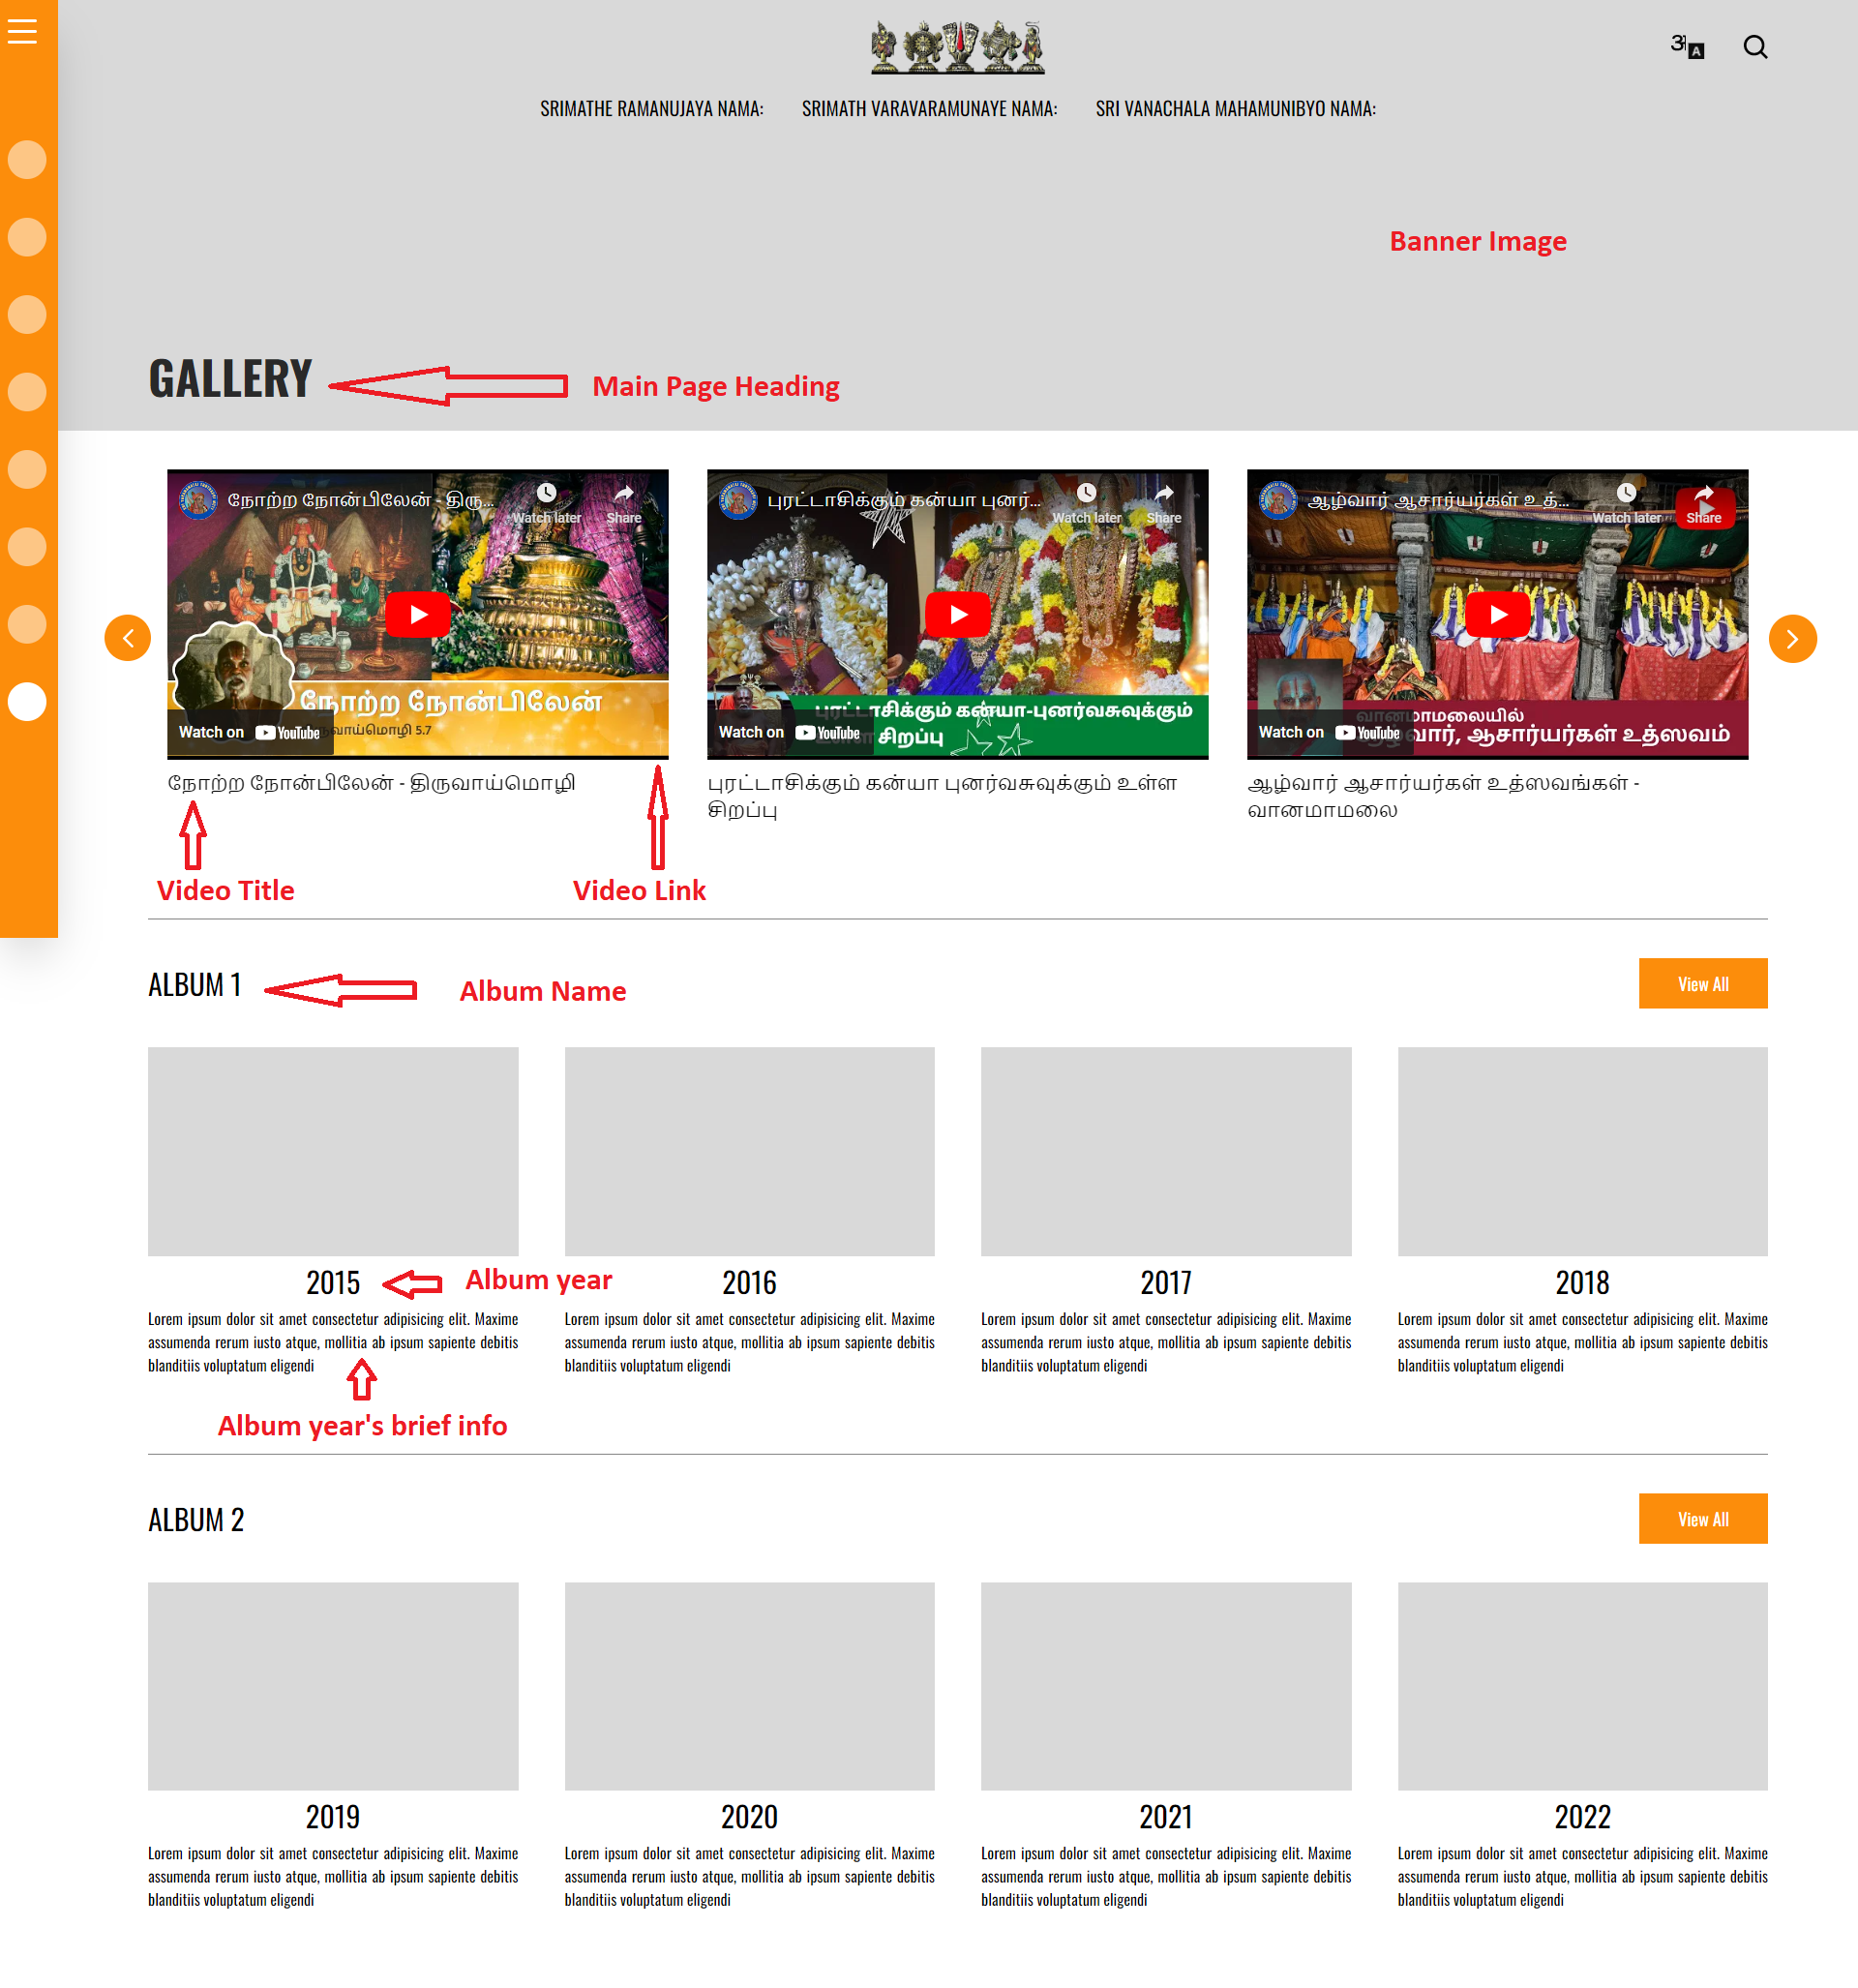 अ A
SRIMATHE RAMANUJAYA NAMA: SRIMATH VARAVARAMUNAYE NAMA: SRI VANACHALA MAHAMUNIBYO NAMA:
Banner Image
GALLERY
Main Page Heading
நோற்ற நோன்பிலேன் - திரு...
Watch later
Share
நோற்ற நோன்பிலேன்
Watch on YouTube
வாய்மொழி 5.7
புரட்டாசிக்கும் கன்யா புனர்...
Watch later
Share
புரட்டாசிக்கும் கன்யா-புனர்வசுவுக்கும்
சிறப்பு
Watch on YouTube
ஆழ்வார் ஆசார்யர்கள் உத்...
Watch later
Share
வானமாமலையில்
ஆழ்வார், ஆசார்யர்கள் உத்ஸவம்
Watch on YouTube
நோற்ற நோன்பிலேன் - திருவாய்மொழி
புரட்டாசிக்கும் கன்யா புனர்வசுவுக்கும் உள்ள
சிறப்பு
ஆழ்வார் ஆசார்யர்கள் உத்ஸவங்கள் -
வானமாமலை
Video Title
Video Link
ALBUM 1
Album Name
View All
2015
Album year
2016
2017
2018
Lorem ipsum dolor sit amet consectetur adipisicing elit. Maxime
assumenda rerum iusto atque, mollitia ab ipsum sapiente debitis
blanditiis voluptatum eligendi
Lorem ipsum dolor sit amet consectetur adipisicing elit. Maxime
assumenda rerum iusto atque, mollitia ab ipsum sapiente debitis
blanditiis voluptatum eligendi
Lorem ipsum dolor sit amet consectetur adipisicing elit. Maxime
assumenda rerum iusto atque, mollitia ab ipsum sapiente debitis
blanditiis voluptatum eligendi
Lorem ipsum dolor sit amet consectetur adipisicing elit. Maxime
assumenda rerum iusto atque, mollitia ab ipsum sapiente debitis
blanditiis voluptatum eligendi
Album year's brief info
ALBUM 2
View All
2019
2020
2021
2022
Lorem ipsum dolor sit amet consectetur adipisicing elit. Maxime
assumenda rerum iusto atque, mollitia ab ipsum sapiente debitis
blanditiis voluptatum eligendi
Lorem ipsum dolor sit amet consectetur adipisicing elit. Maxime
assumenda rerum iusto atque, mollitia ab ipsum sapiente debitis
blanditiis voluptatum eligendi
Lorem ipsum dolor sit amet consectetur adipisicing elit. Maxime
assumenda rerum iusto atque, mollitia ab ipsum sapiente debitis
blanditiis voluptatum eligendi
Lorem ipsum dolor sit amet consectetur adipisicing elit. Maxime
assumenda rerum iusto atque, mollitia ab ipsum sapiente debitis
blanditiis voluptatum eligendi